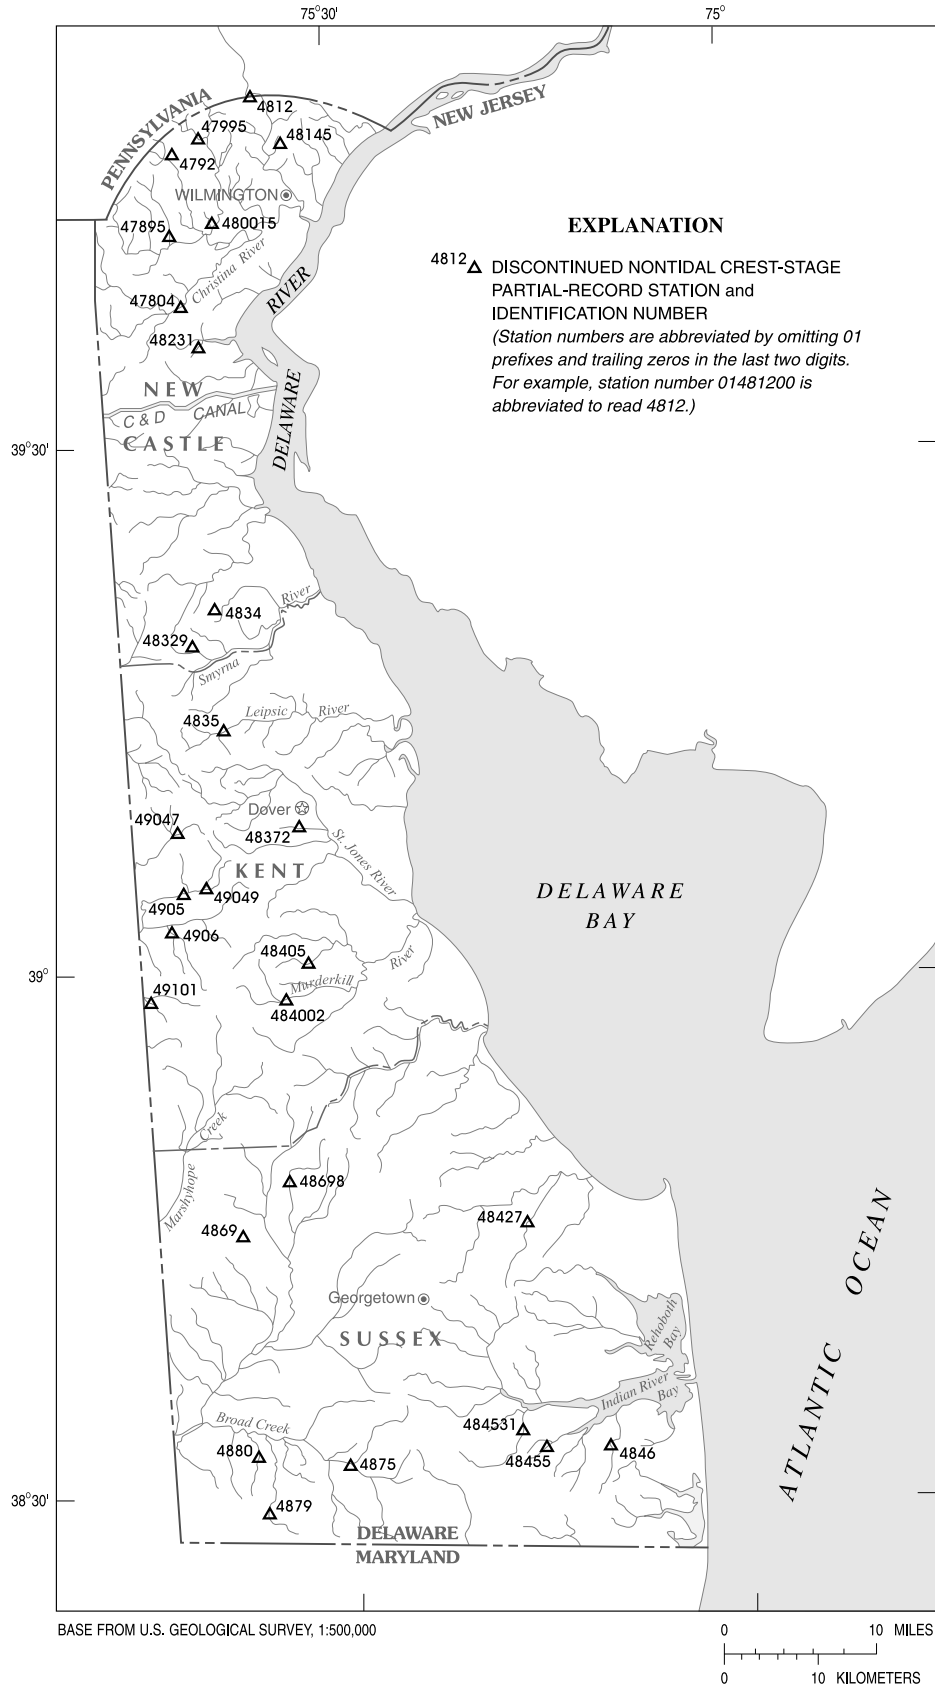 75°30'
75°
4812
47995
48145
4792
PENNSYLVANIA
NEW JERSEY
WILMINGTON
47895
480015
Christina River
47804
48231
RIVER
DELAWARE
NEW
CASTLE
C & D CANAL
EXPLANATION
4812
DISCONTINUED NONTIDAL CREST-STAGE
PARTIAL-RECORD STATION and
IDENTIFICATION NUMBER
(Station numbers are abbreviated by omitting 01
prefixes and trailing zeros in the last two digits.
For example, station number 01481200 is
abbreviated to read 4812.)
39°30'
4834
River
48329
Smyrna
4835
Leipsic River
Dover
49047
48372
St. Jones River
KENT
49049
4905
4906
DELAWARE
BAY
48405
River
39°
49101
Murderkill
484002
Creek
Marshyhope
48698
4869
48427
Georgetown
SUSSEX
Rehoboth
Bay
Indian River
Bay
ATLANTIC OCEAN
Broad Creek
4880
4875
484531
48455
4846
38°30'
4879
DELAWARE
MARYLAND
BASE FROM U.S. GEOLOGICAL SURVEY, 1:500,000
0 10 MILES
0 10 KILOMETERS